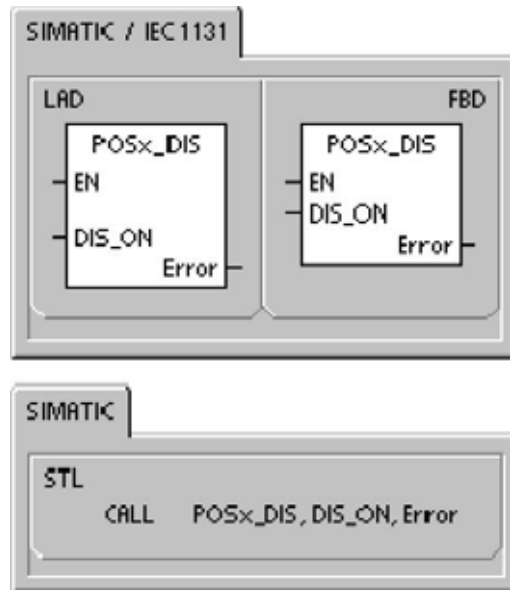 SIMATIC / IEC 1131
LAD
FBD
POSx_DIS
EN
DIS_ON
Error
POSx_DIS
EN
DIS_ON
Error
SIMATIC
STL
CALL POSx_DIS, DIS_ON, Error